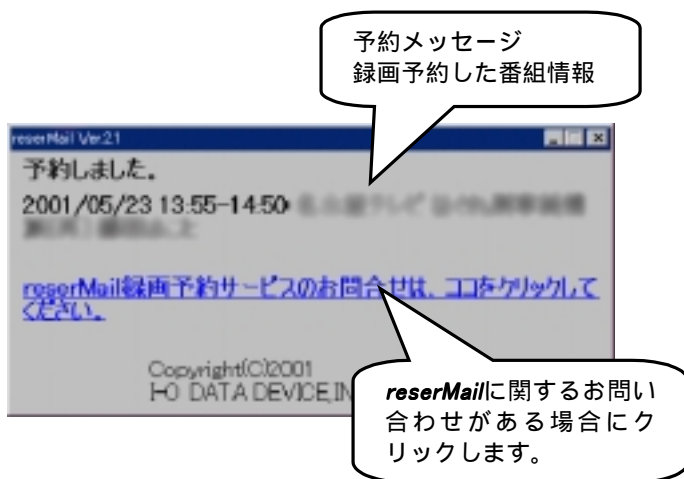 予約メッセージ
録画予約した番組情報
reserMail Ver.2.1
予約しました。
2001/05/23 13:55-14:50
reserMail録画予約サービスのお問合せは、ココをクリックして
ください。
Copyright(C)2001
I-O DATA DEVICE,IN
reserMailに関するお問い
合わせがある場合にク
リックします。